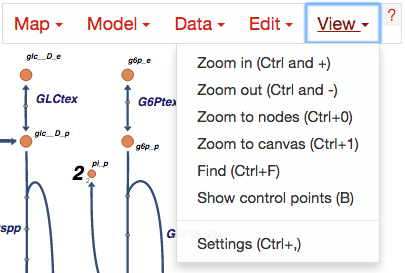 Map Model Data Edit View ?
glc__D_e g6p_e
Zoom in (Ctrl and +)
Zoom out (Ctrl and -)
GLCtex G6Ptex
Zoom to nodes (Ctrl+0)
glc__D_p g6p_p
Zoom to canvas (Ctrl+1)
2 pi_p
2
Find (Ctrl+F)
Show control points (B)
spp
Settings (Ctrl+,)